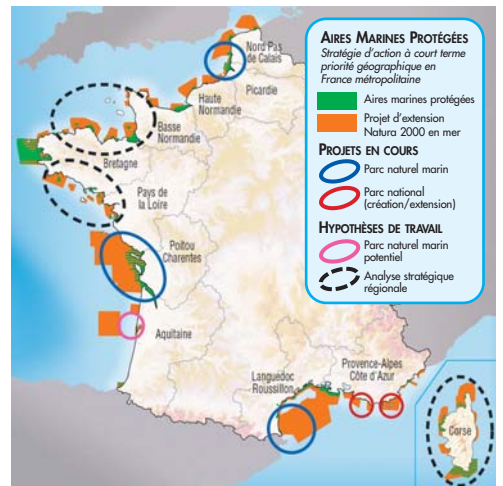 AIRES MARINES PROTÉGÉES
Stratégie d'action à court terme
priorité géographique en
France métropolitaine
Aires marines protégées
Projet d'extension
Natura 2000 en mer
PROJETS EN COURS
Parc naturel marin
Parc national
(création/extension)
HYPOTHÈSES DE TRAVAIL
Parc naturel marin
potentiel
Analyse stratégique
régionale
Nord Pas
de Calais
Picardie
Haute
Normandie
Basse
Normandie
Bretagne
Pays de
la Loire
Poitou
Charentes
Aquitaine
Languedoc
Roussillon
Provence-Alpes
Côte d'Azur
Corse